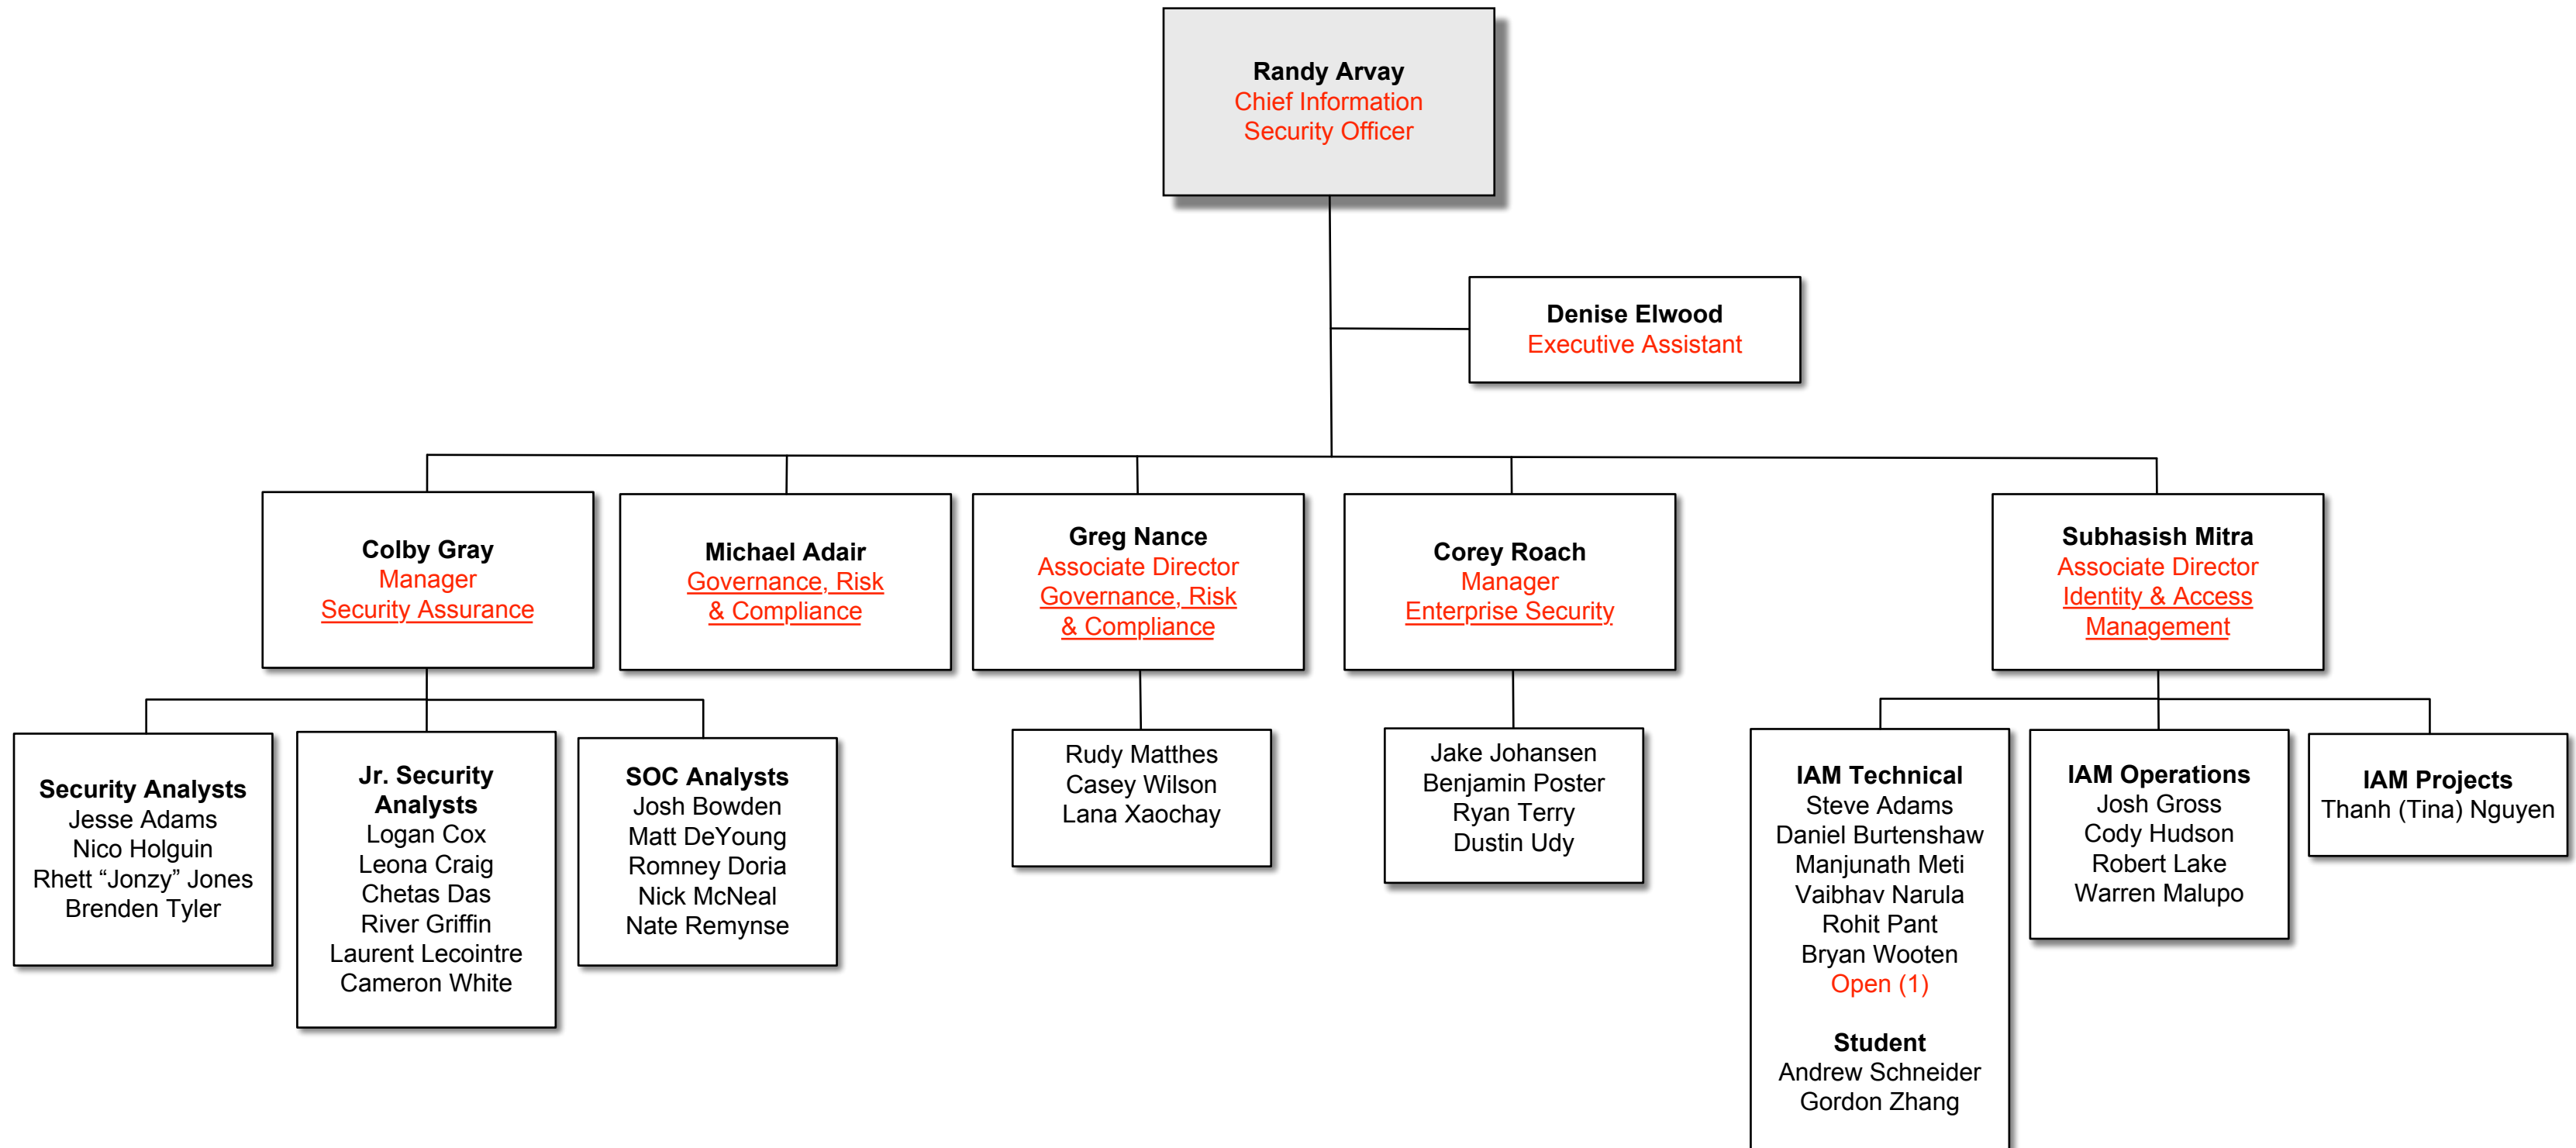 Randy Arvay
Chief Information
Security Officer
Denise Elwood
Executive Assistant
Colby Gray
Manager
Security Assurance
Michael Adair
Governance, Risk
& Compliance
Greg Nance
Associate Director
Governance, Risk
& Compliance
Corey Roach
Manager
Enterprise Security
Subhasish Mitra
Associate Director
Identity & Access
Management
Security Analysts
Jesse Adams
Nico Holguin
Rhett “Jonzy” Jones
Brenden Tyler
Jr. Security
Analysts
Logan Cox
Leona Craig
Chetas Das
River Griffin
Laurent Lecointre
Cameron White
SOC Analysts
Josh Bowden
Matt DeYoung
Romney Doria
Nick McNeal
Nate Remynse
Rudy Matthes
Casey Wilson
Lana Xaochay
Jake Johansen
Benjamin Poster
Ryan Terry
Dustin Udy
IAM Technical
Steve Adams
Daniel Burtenshaw
Manjunath Meti
Vaibhav Narula
Rohit Pant
Bryan Wooten
Open (1)
Student
Andrew Schneider
Gordon Zhang
IAM Operations
Josh Gross
Cody Hudson
Robert Lake
Warren Malupo
IAM Projects
Thanh (Tina) Nguyen